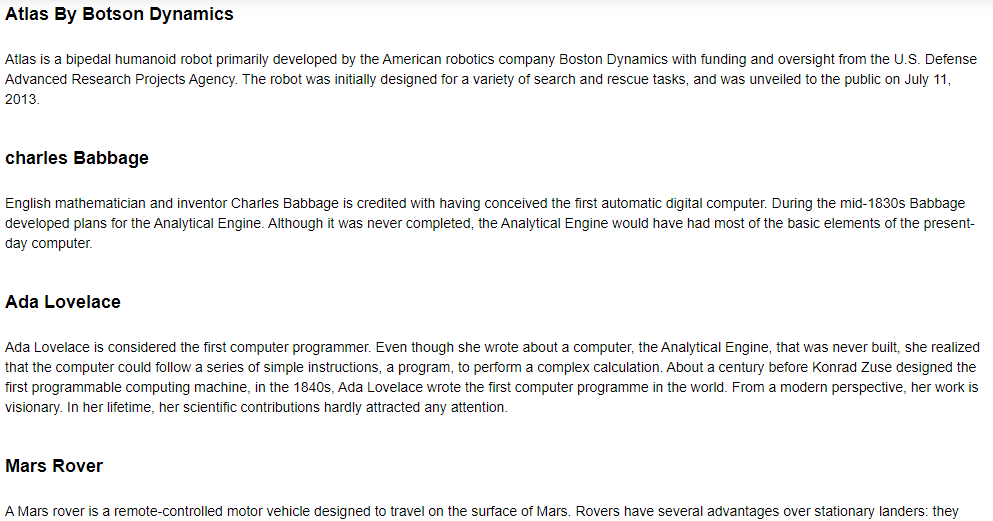 Atlas By Botson Dynamics
Atlas is a bipedal humanoid robot primarily developed by the American robotics company Boston Dynamics with funding and oversight from the U.S. Defense
Advanced Research Projects Agency. The robot was initially designed for a variety of search and rescue tasks, and was unveiled to the public on July 11,
2013.
charles Babbage
English mathematician and inventor Charles Babbage is credited with having conceived the first automatic digital computer. During the mid-1830s Babbage
developed plans for the Analytical Engine. Although it was never completed, the Analytical Engine would have had most of the basic elements of the present-
day computer.
Ada Lovelace
Ada Lovelace is considered the first computer programmer. Even though she wrote about a computer, the Analytical Engine, that was never built, she realized
that the computer could follow a series of simple instructions, a program, to perform a complex calculation. About a century before Konrad Zuse designed the
first programmable computing machine, in the 1840s, Ada Lovelace wrote the first computer programme in the world. From a modern perspective, her work is
visionary. In her lifetime, her scientific contributions hardly attracted any attention.
Mars Rover
A Mars rover is a remote-controlled motor vehicle designed to travel on the surface of Mars. Rovers have several advantages over stationary landers: they